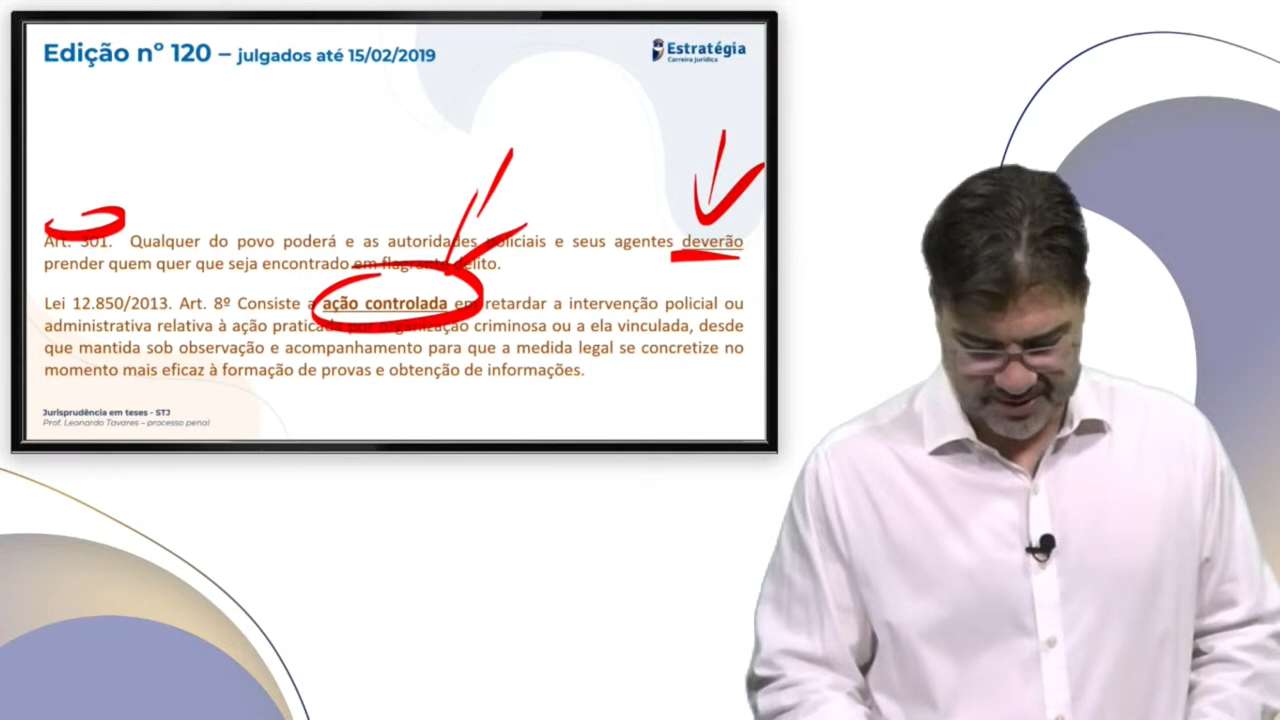 Edição nº 120 – julgados até 15/02/2019
Estratégia
Carreira Jurídica
Art. 301. Qualquer do povo poderá e as autoridades policiais e seus agentes deverão
prender quem quer que seja encontrado em flagrante delito.
Lei 12.850/2013. Art. 8º Consiste a ação controlada em retardar a intervenção policial ou
administrativa relativa à ação praticada por organização criminosa ou a ela vinculada, desde
que mantida sob observação e acompanhamento para que a medida legal se concretize no
momento mais eficaz à formação de provas e obtenção de informações.
Jurisprudência em teses - STJ
Prof. Leonardo Tavares – processo penal